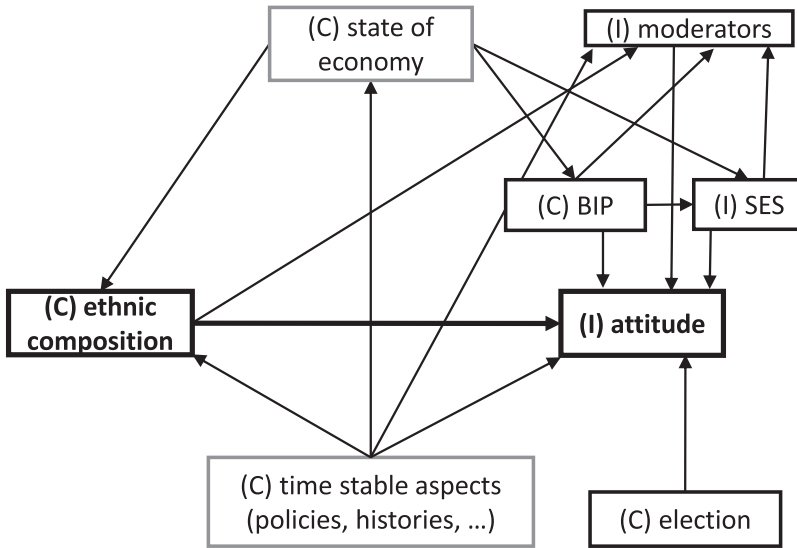 (C) state of
economy
(I) moderators
(C) BIP
(I) SES
(C) ethnic
composition
(I) attitude
(C) time stable aspects
(policies, histories, ...)
(C) election